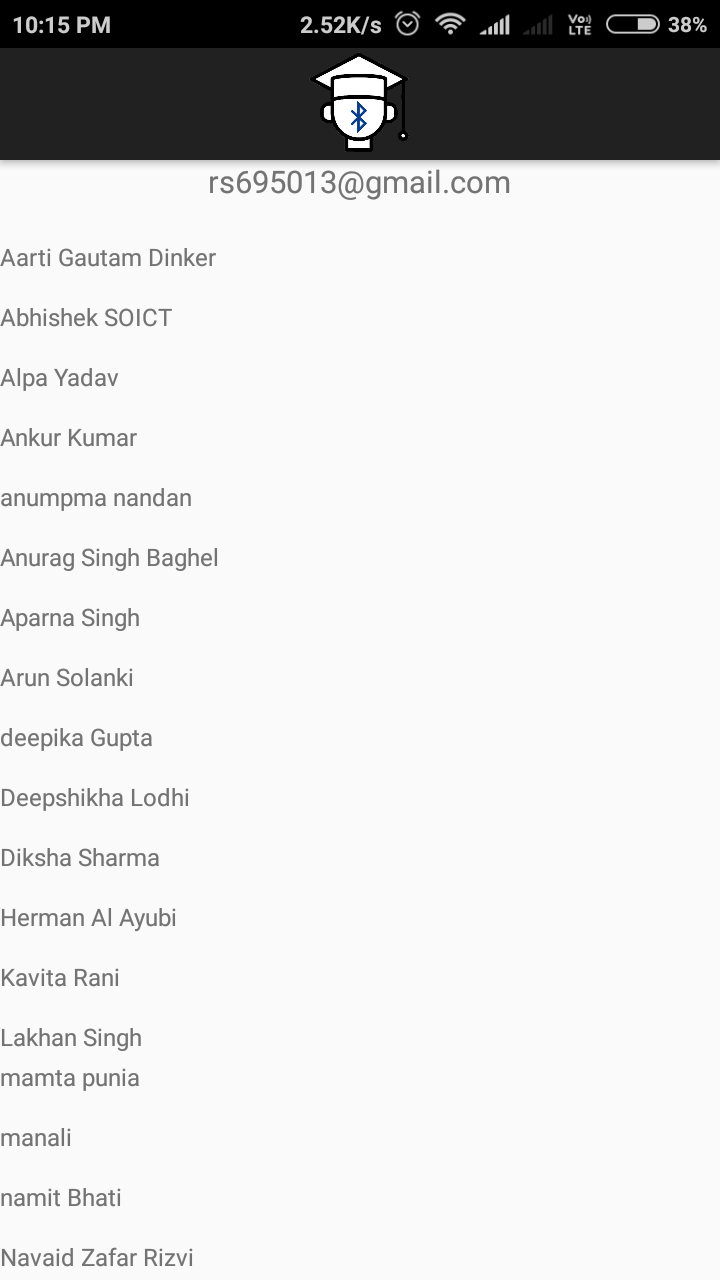 10:15 PM 2.52K/s Vo) LTE 38%
rs695013@gmail.com
Aarti Gautam Dinker
Abhishek SOICT
Alpa Yadav
Ankur Kumar
anumpma nandan
Anurag Singh Baghel
Aparna Singh
Arun Solanki
deepika Gupta
Deepshikha Lodhi
Diksha Sharma
Herman Al Ayubi
Kavita Rani
Lakhan Singh
mamta punia
manali
namit Bhati
Navaid Zafar Rizvi